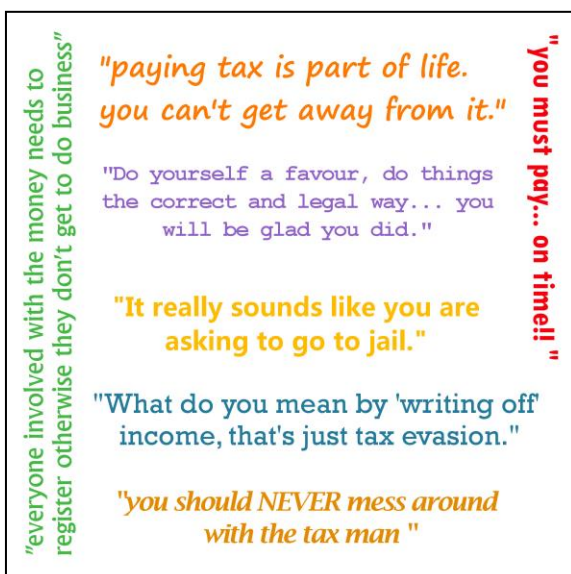 "everyone involved with the money needs to
register otherwise they don't get to do business"
"paying tax is part of life.
you can't get away from it."
"Do yourself a favour, do things
the correct and legal way... you
will be glad you did."
"It really sounds like you are
asking to go to jail."
"What do you mean by 'writing off'
income, that's just tax evasion."
"you should NEVER mess around
with the tax man "
"you must pay... on time!! "